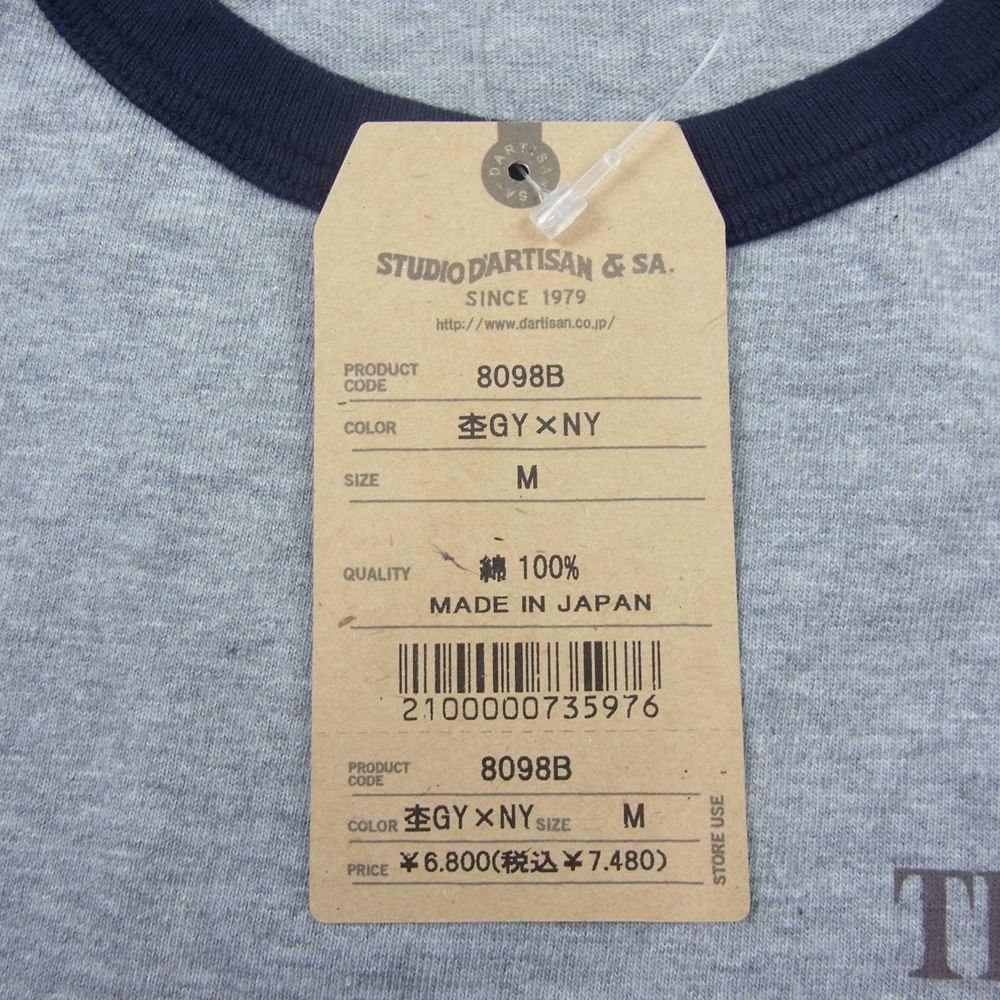 SA·DARTISAN
STUDIO D'ARTISAN & SA.
SINCE 1979
http://www.dartisan.co.jp/
PRODUCT CODE 8098B
COLOR 杢GY×NY
SIZE M
QUALITY 綿 100%
MADE IN JAPAN
2100000735976
PRODUCT CODE 8098B
COLOR 杢GY×NY SIZE M
PRICE ¥6.800(税込¥7.480)
STORE USE